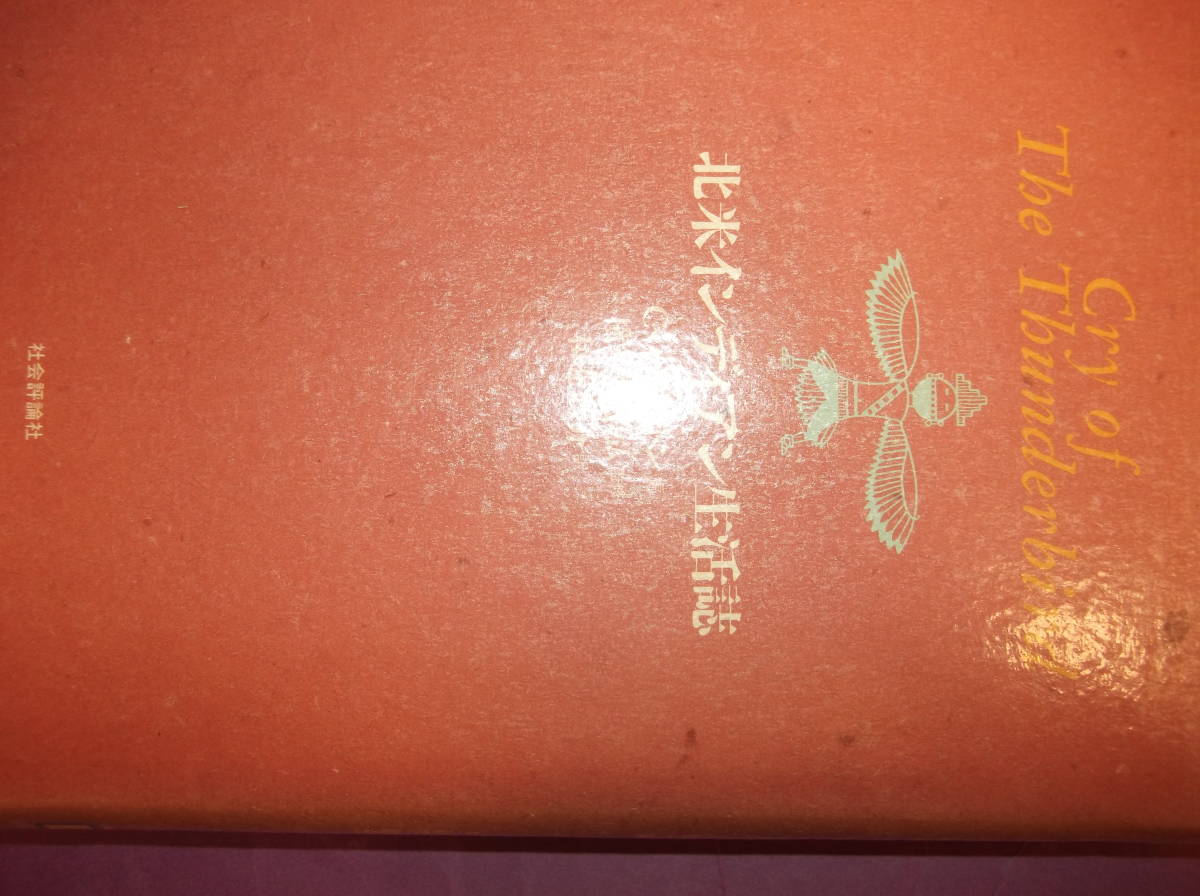 Cry of
The Thunderbird
北米インディアン生活誌
社会評論社